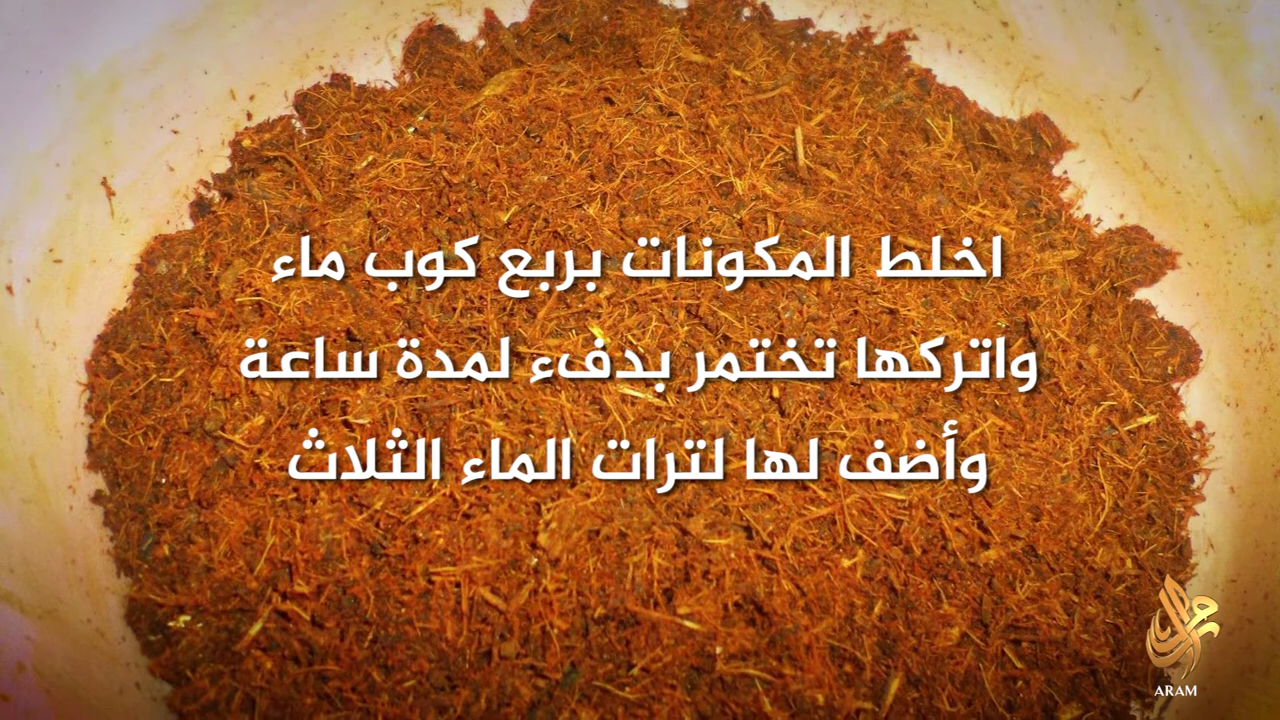 اخلط المكونات بربع كوب ماء
واتركها تختمر بدفء لمدة ساعة
وأضف لها لترات الماء الثلاث
ARAM